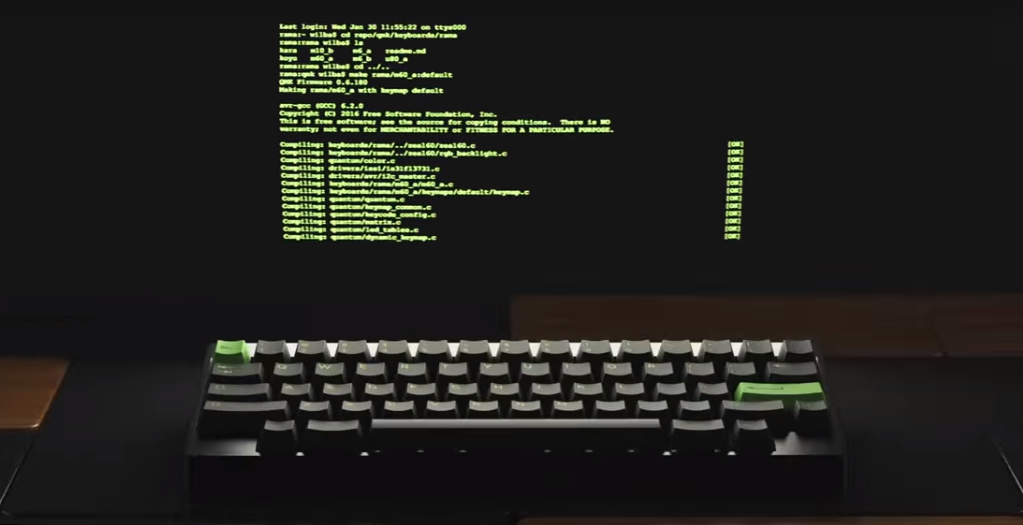 Last login: Wed Jan 30 11:55:22 on ttys000
rama:~ wilba$ cd repo/qmk/keyboards/rama
rama:rama wilba$ ls
kara m10_b m6_a readme.md
koyu m60_a m6_b u80_a
rama:rama wilba$ cd ../..
rama:qmk wilba$ make rama/m60_a:default
QMK Firmware 0.6.180
Making rama/m60_a with keymap default
avr-gcc (GCC) 6.2.0
Copyright (C) 2016 Free Software Foundation, Inc.
This is free software; see the source for copying conditions. There is NO
warranty; not even for MERCHANTABILITY or FITNESS FOR A PARTICULAR PURPOSE.
Compiling: keyboards/rama/../zeal60/zeal60.c [OK]
Compiling: keyboards/rama/../zeal60/rgb_backlight.c [OK]
Compiling: quantum/color.c [OK]
Compiling: drivers/issi/is31fl3731.c [OK]
Compiling: drivers/avr/i2c_master.c [OK]
Compiling: keyboards/rama/m60_a/m60_a.c [OK]
Compiling: keyboards/rama/m60_a/keymaps/default/keymap.c [OK]
Compiling: quantum/quantum.c [OK]
Compiling: quantum/keymap_common.c [OK]
Compiling: quantum/keycode_config.c [OK]
Compiling: quantum/matrix.c [OK]
Compiling: quantum/led_tables.c [OK]
Compiling: quantum/dynamic_keymap.c [OK]